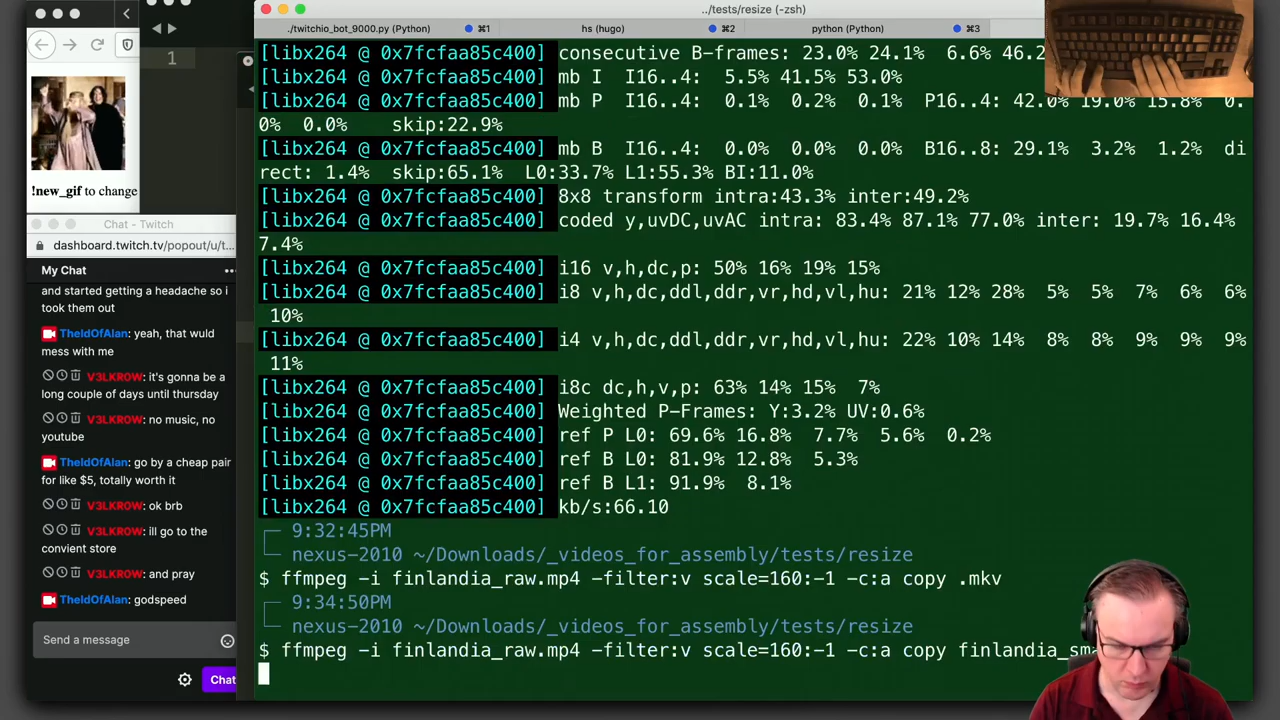 ../tests/resize (-zsh)
./twitchio_bot_9000.py (Python) ⌘1 hs (hugo) ⌘2 python (Python) ⌘3
1
!new_gif to change
Chat - Twitch
dashboard.twitch.tv/popout/u/t...
My Chat
and started getting a headache so i
took them out
TheIdOfAlan: yeah, that wuld
mess with me
V3LKR0W: it's gonna be a
long couple of days until thursday
V3LKR0W: no music, no
youtube
TheIdOfAlan: go by a cheap pair
for like $5, totally worth it
V3LKR0W: ok brb
V3LKR0W: ill go to the
convient store
V3LKR0W: and pray
TheIdOfAlan: godspeed
Send a message
Chat
[libx264 @ 0x7fcfaa85c400] consecutive B-frames: 23.0% 24.1% 6.6% 46.2
[libx264 @ 0x7fcfaa85c400] mb I I16..4: 5.5% 41.5% 53.0%
[libx264 @ 0x7fcfaa85c400] mb P I16..4: 0.1% 0.2% 0.1% P16..4: 42.0% 19.0% 15.8% 0.
0% 0.0% skip:22.9%
[libx264 @ 0x7fcfaa85c400] mb B I16..4: 0.0% 0.0% 0.0% B16..8: 29.1% 3.2% 1.2% di
rect: 1.4% skip:65.1% L0:33.7% L1:55.3% BI:11.0%
[libx264 @ 0x7fcfaa85c400] 8x8 transform intra:43.3% inter:49.2%
[libx264 @ 0x7fcfaa85c400] coded y,uvDC,uvAC intra: 83.4% 87.1% 77.0% inter: 19.7% 16.4%
7.4%
[libx264 @ 0x7fcfaa85c400] i16 v,h,dc,p: 50% 16% 19% 15%
[libx264 @ 0x7fcfaa85c400] i8 v,h,dc,ddl,ddr,vr,hd,vl,hu: 21% 12% 28% 5% 5% 7% 6% 6%
10%
[libx264 @ 0x7fcfaa85c400] i4 v,h,dc,ddl,ddr,vr,hd,vl,hu: 22% 10% 14% 8% 8% 9% 9% 9%
11%
[libx264 @ 0x7fcfaa85c400] i8c dc,h,v,p: 63% 14% 15% 7%
[libx264 @ 0x7fcfaa85c400] Weighted P-Frames: Y:3.2% UV:0.6%
[libx264 @ 0x7fcfaa85c400] ref P L0: 69.6% 16.8% 7.7% 5.6% 0.2%
[libx264 @ 0x7fcfaa85c400] ref B L0: 81.9% 12.8% 5.3%
[libx264 @ 0x7fcfaa85c400] ref B L1: 91.9% 8.1%
[libx264 @ 0x7fcfaa85c400] kb/s:66.10
9:32:45PM
nexus-2010 ~/Downloads/_videos_for_assembly/tests/resize
$ ffmpeg -i finlandia_raw.mp4 -filter:v scale=160:-1 -c:a copy .mkv
9:34:50PM
nexus-2010 ~/Downloads/_videos_for_assembly/tests/resize
$ ffmpeg -i finlandia_raw.mp4 -filter:v scale=160:-1 -c:a copy finlandia_sm